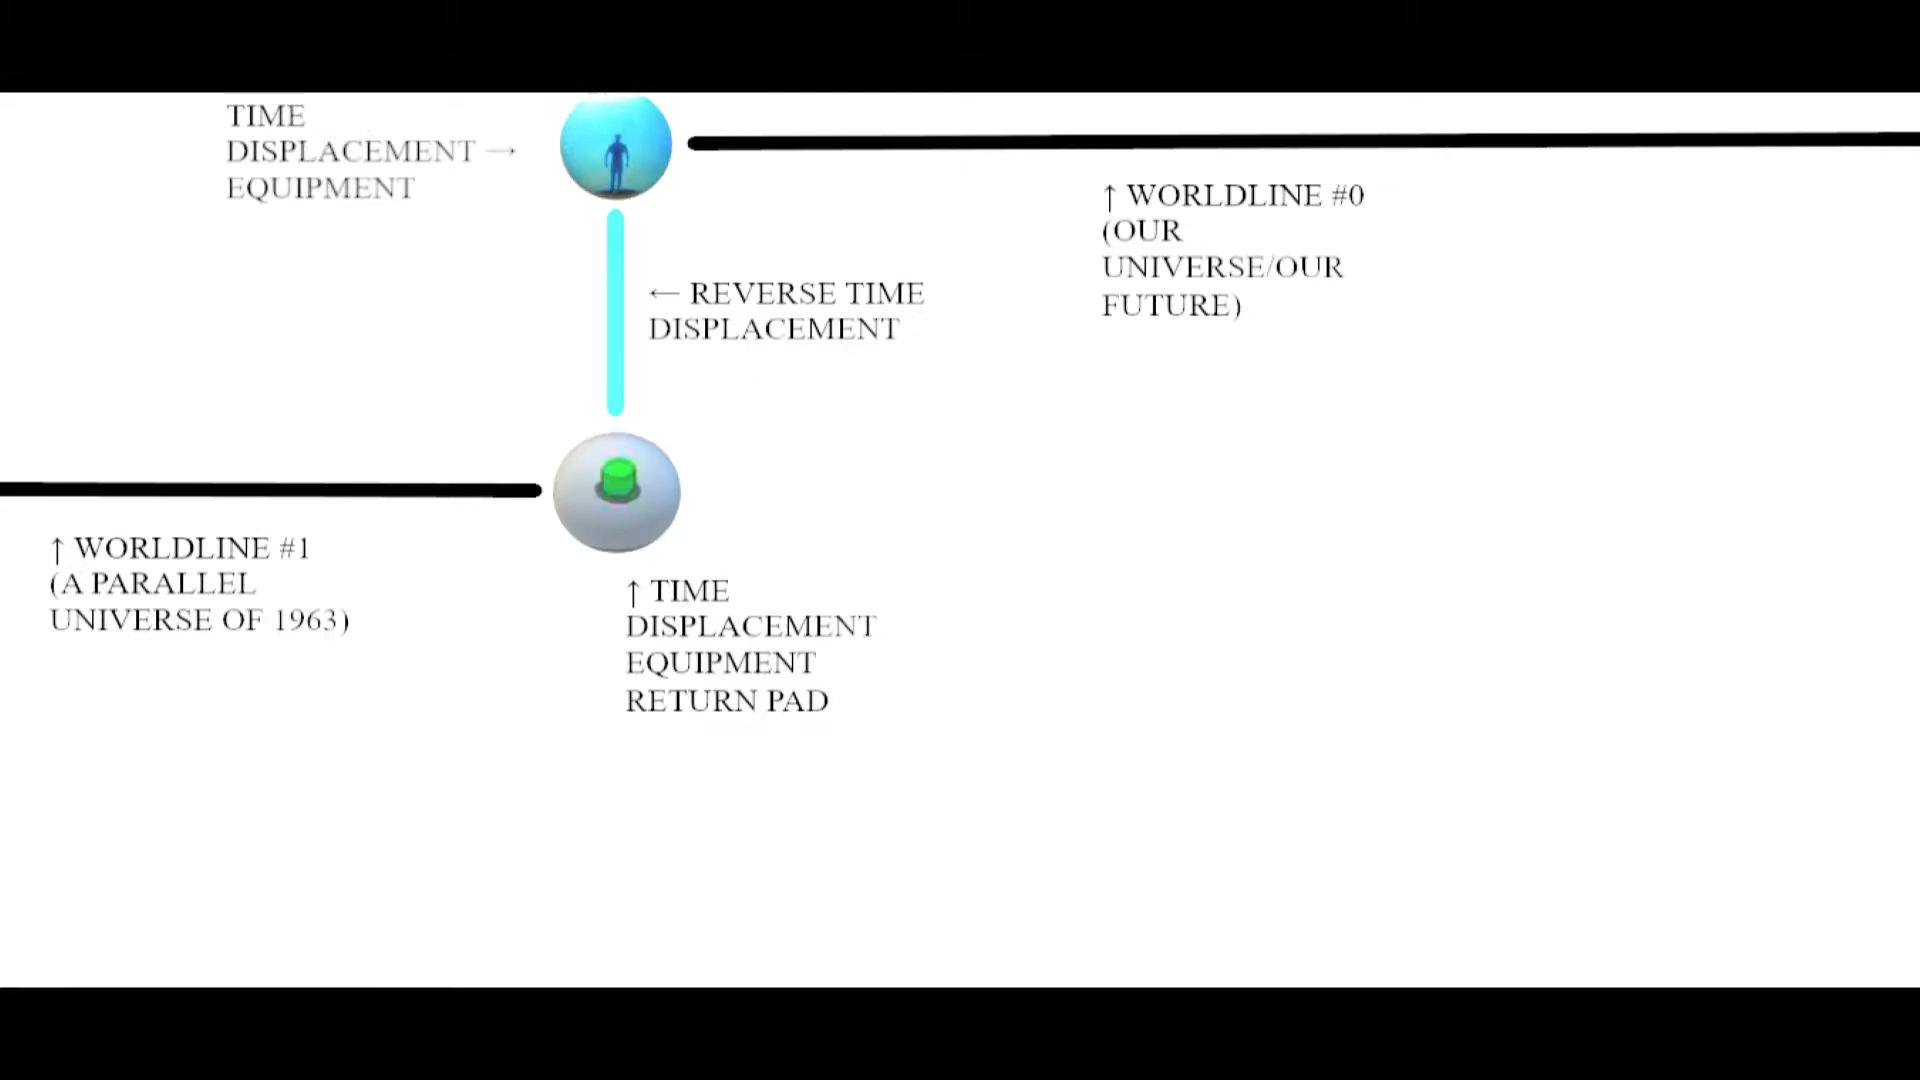 TIME
DISPLACEMENT →
EQUIPMENT
↑ WORLDLINE #0
(OUR
UNIVERSE/OUR
FUTURE)
← REVERSE TIME
DISPLACEMENT
↑ WORLDLINE #1
(A PARALLEL
UNIVERSE OF 1963)
↑ TIME
DISPLACEMENT
EQUIPMENT
RETURN PAD